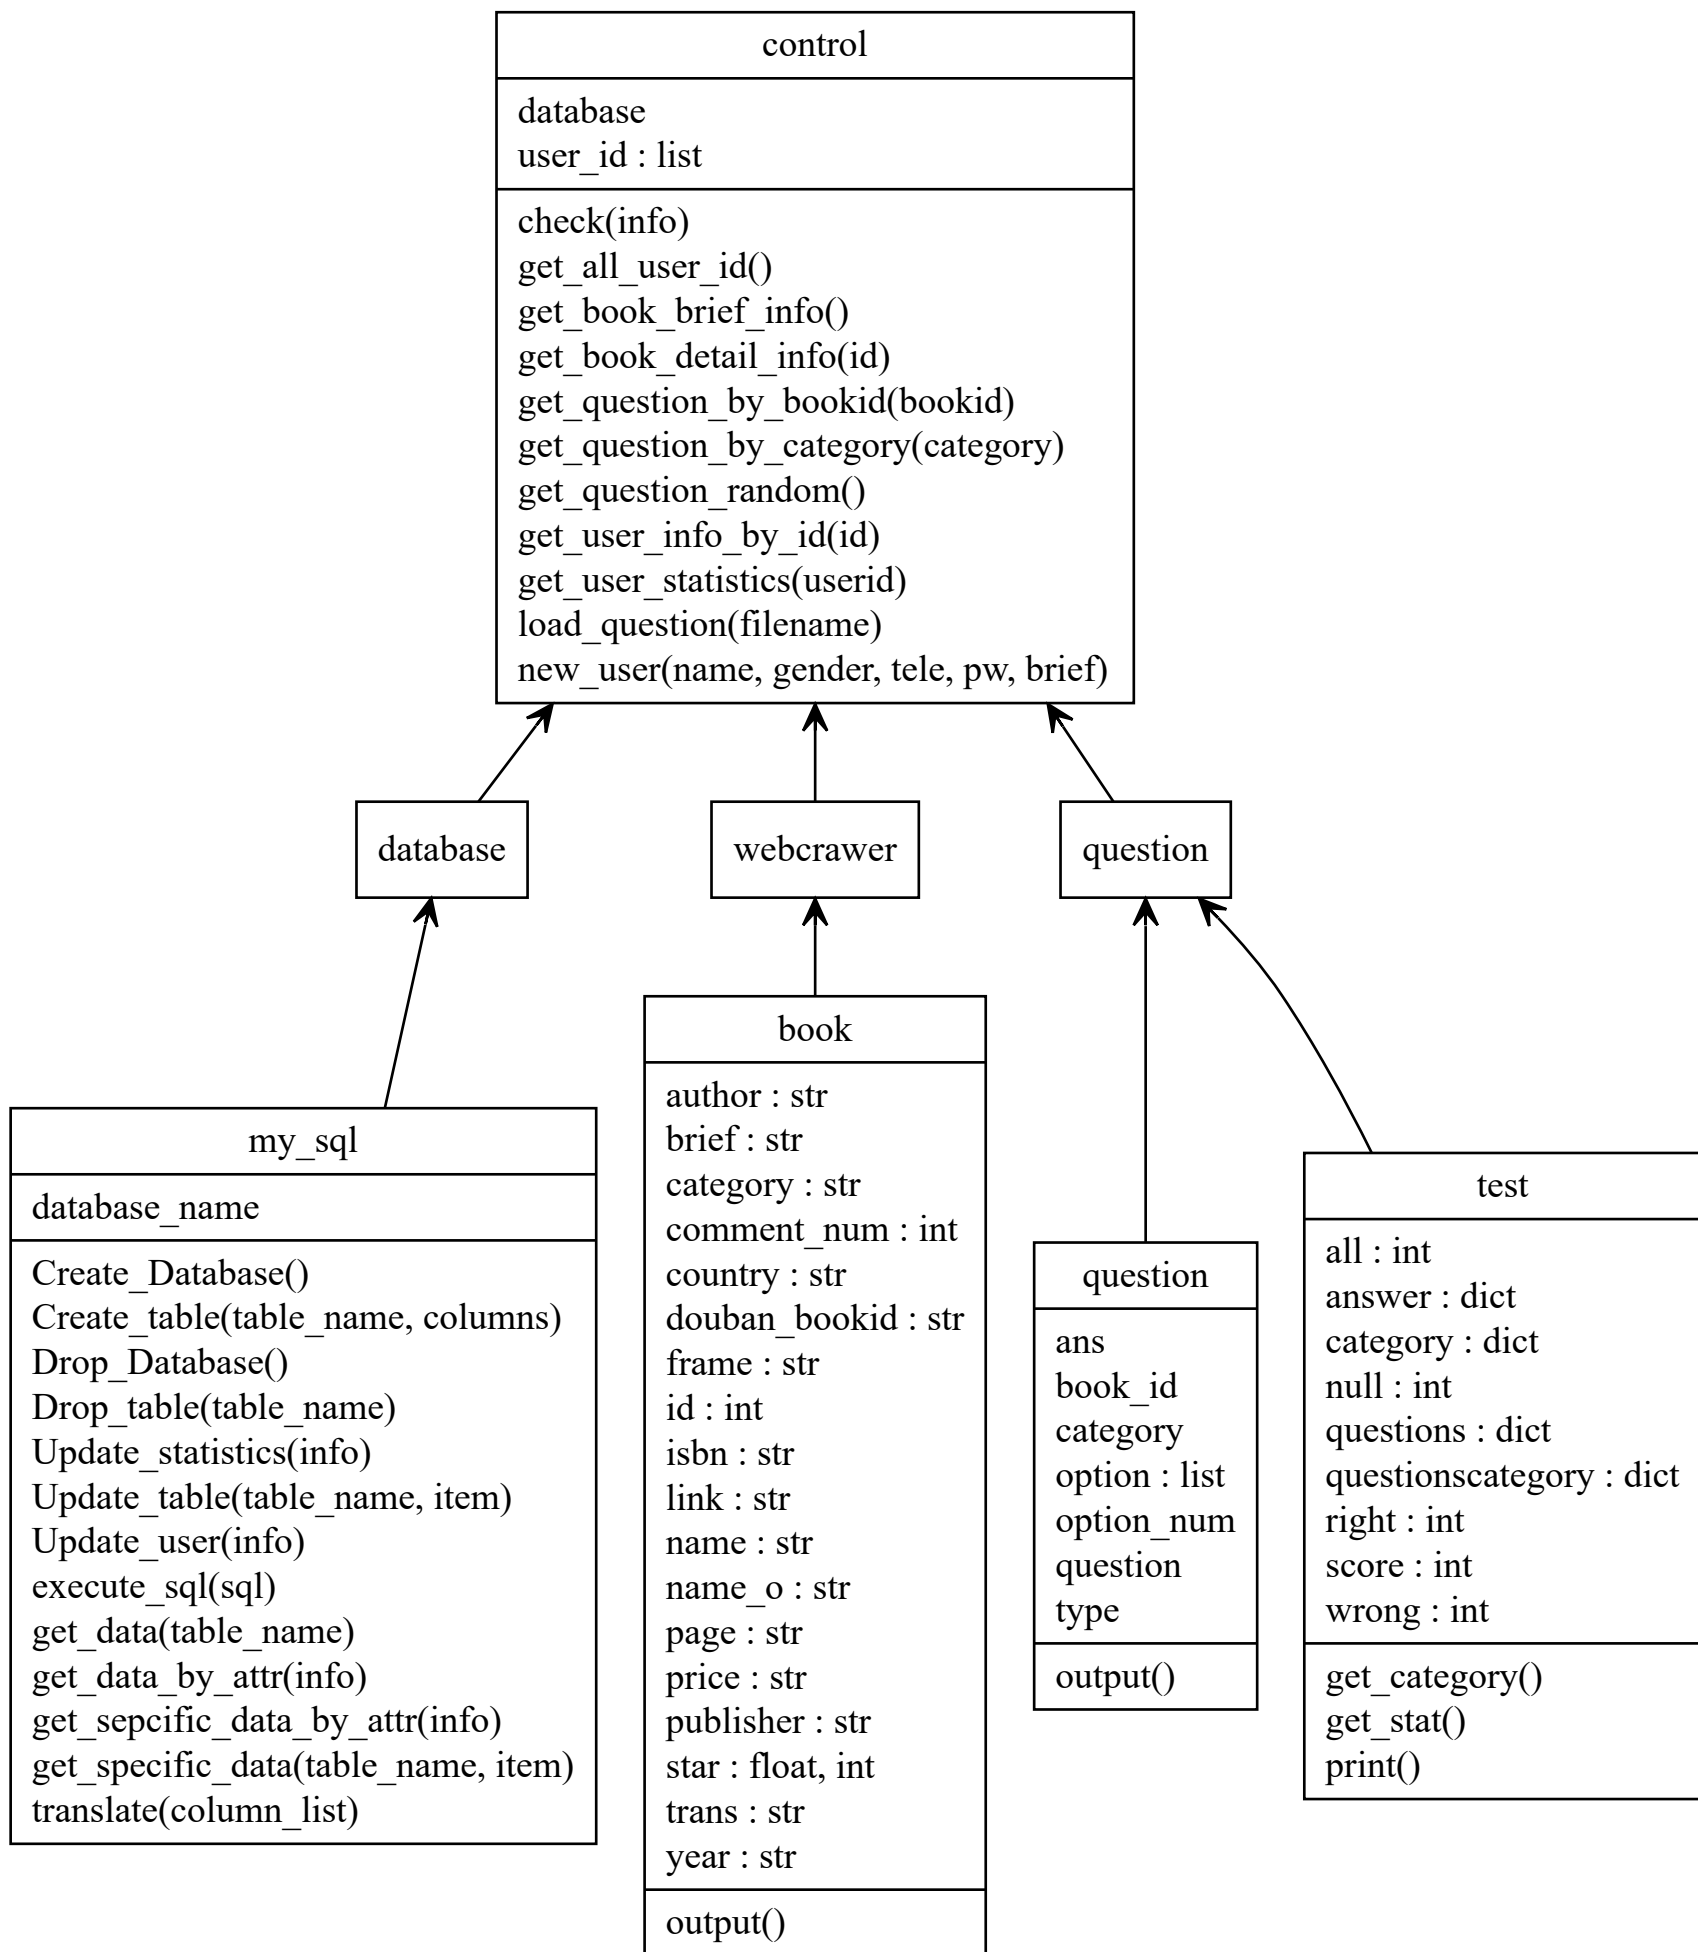 control
database
user_id : list
check(info)
get_all_user_id()
get_book_brief_info()
get_book_detail_info(id)
get_question_by_bookid(bookid)
get_question_by_category(category)
get_question_random()
get_user_info_by_id(id)
get_user_statistics(userid)
load_question(filename)
new_user(name, gender, tele, pw, brief)
database
webcrawer
question
my_sql
database_name
Create_Database()
Create_table(table_name, columns)
Drop_Database()
Drop_table(table_name)
Update_statistics(info)
Update_table(table_name, item)
Update_user(info)
execute_sql(sql)
get_data(table_name)
get_data_by_attr(info)
get_sepcific_data_by_attr(info)
get_specific_data(table_name, item)
translate(column_list)
book
author : str
brief : str
category : str
comment_num : int
country : str
douban_bookid : str
frame : str
id : int
isbn : str
link : str
name : str
name_o : str
page : str
price : str
publisher : str
star : float, int
trans : str
year : str
output()
question
ans
book_id
category
option : list
option_num
question
type
output()
test
all : int
answer : dict
category : dict
null : int
questions : dict
questionscategory : dict
right : int
score : int
wrong : int
get_category()
get_stat()
print()